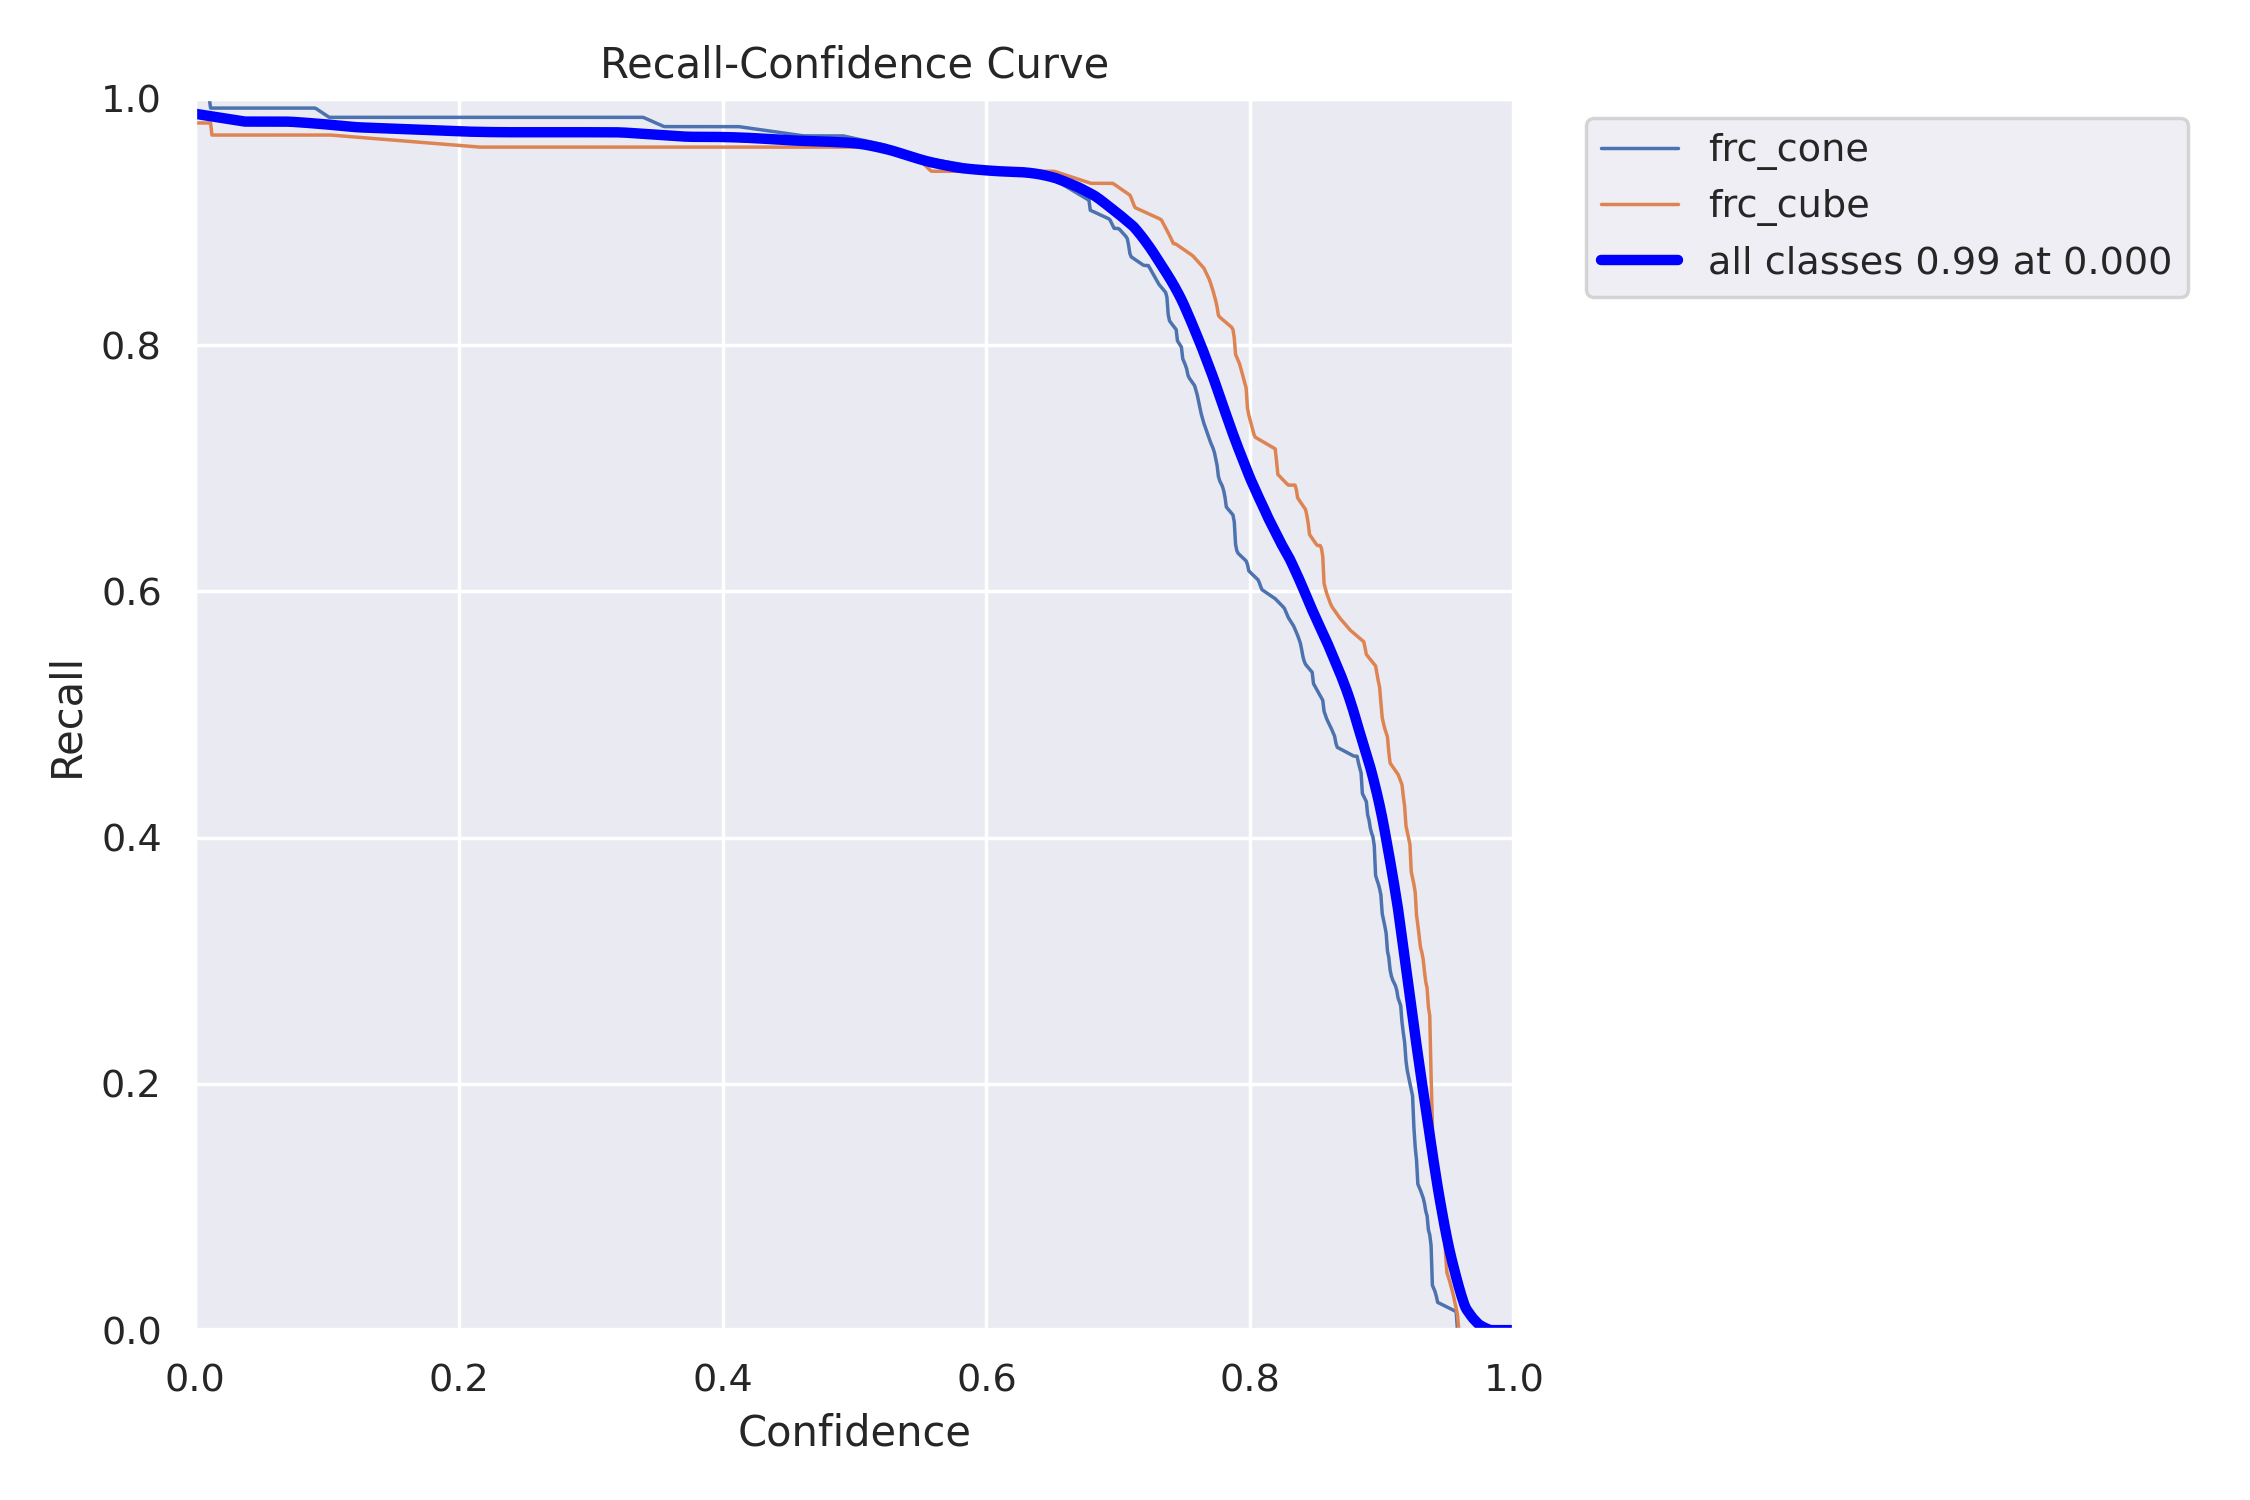 Recall-Confidence Curve
1.0
0.8
0.6
0.4
0.2
0.0
Recall
0.0 0.2 0.4 0.6 0.8 1.0
Confidence
frc_cone
frc_cube
all classes 0.99 at 0.000